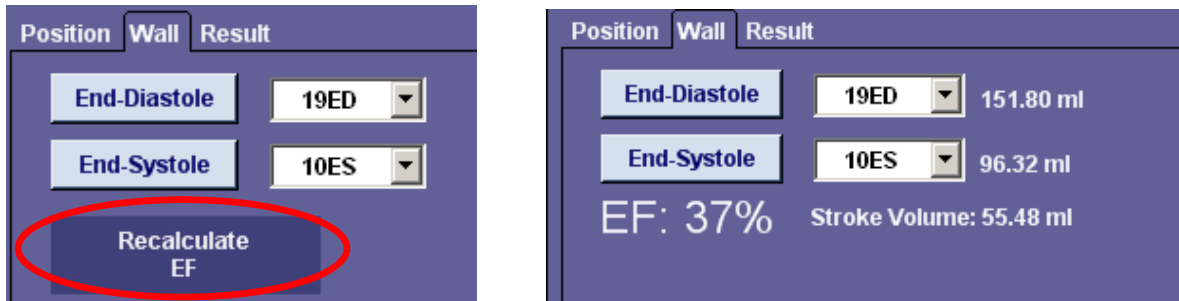 Position Wall Result
End-Diastole 19ED
End-Systole 10ES
Recalculate
EF
Position Wall Result
End-Diastole 19ED 151.80 ml
End-Systole 10ES 96.32 ml
EF: 37% Stroke Volume: 55.48 ml